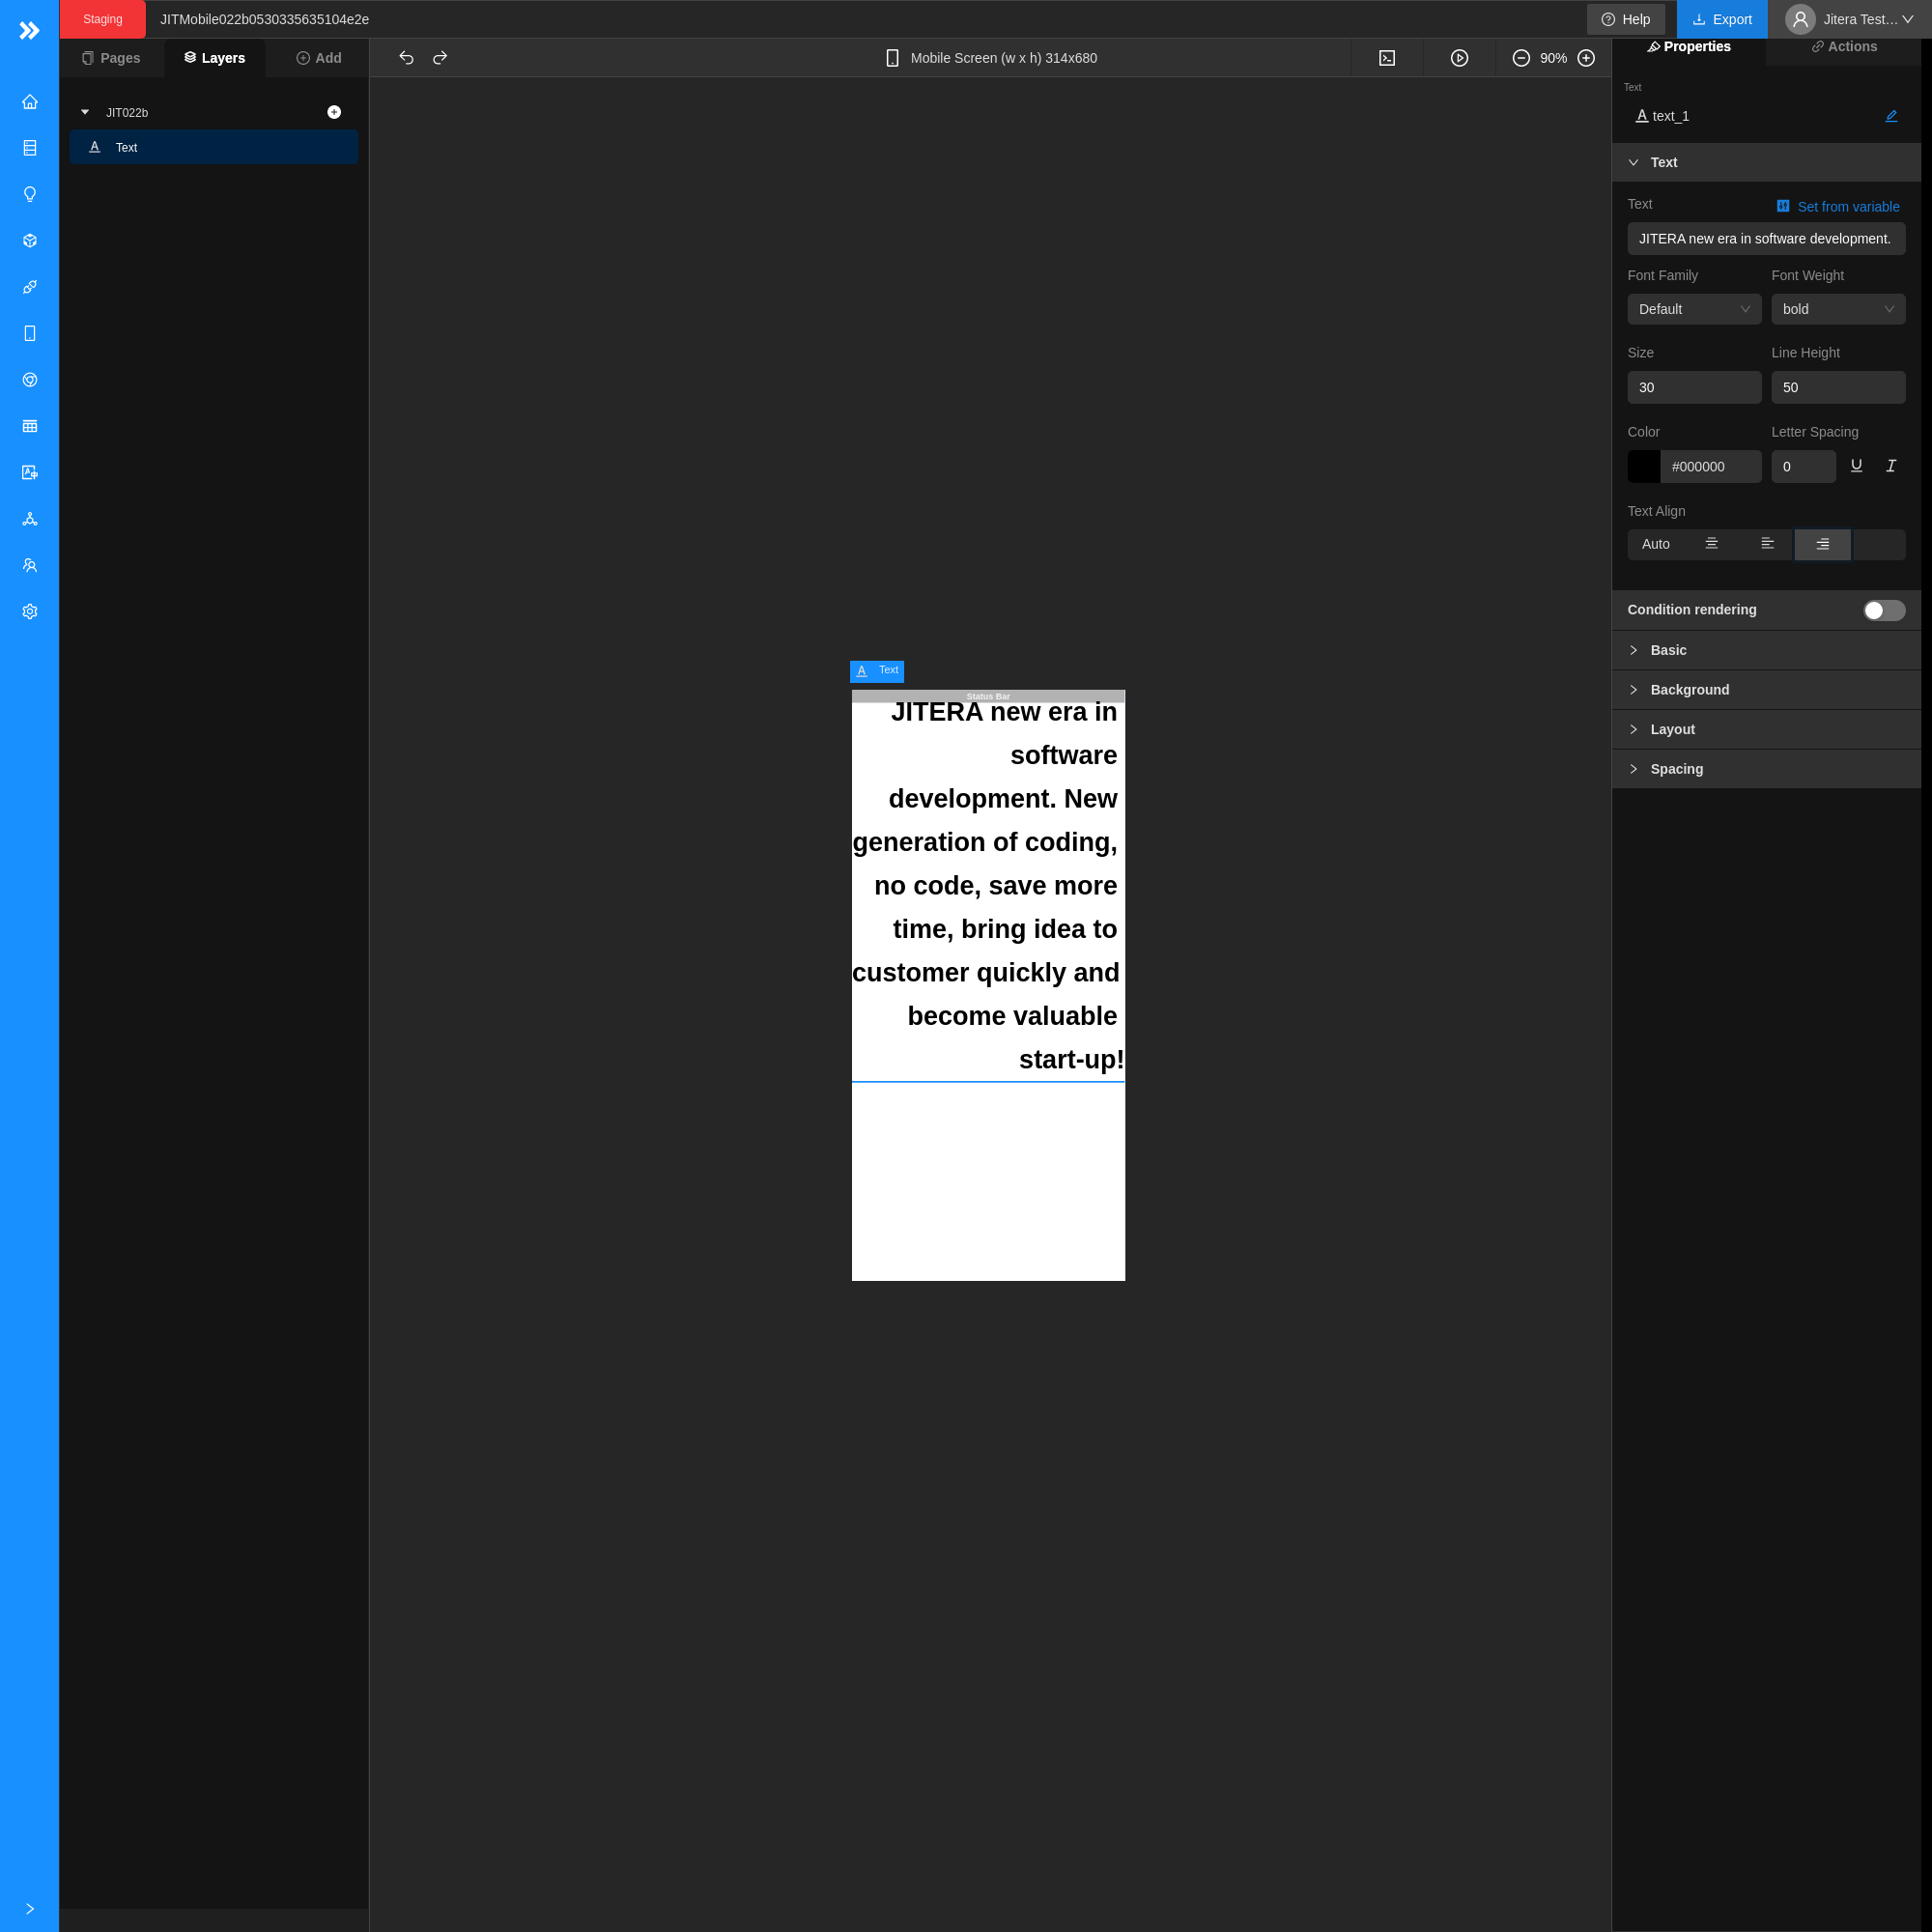 Staging
JITMobile022b0530335635104e2e
Help
Export
Jitera Test...
Pages
Layers
Add
Mobile Screen (w x h) 314x680
90%
Properties
Actions
JIT022b
Text
Text
text_1
Text
Text
Set from variable
JITERA new era in software development.
Font Family
Font Weight
Default
bold
Size
Line Height
30
50
Color
Letter Spacing
#000000
0
Text Align
Auto
Condition rendering
Basic
Background
Layout
Spacing
Text
Status Bar
JITERA new era in
software
development. New
generation of coding,
no code, save more
time, bring idea to
customer quickly and
become valuable
start-up!